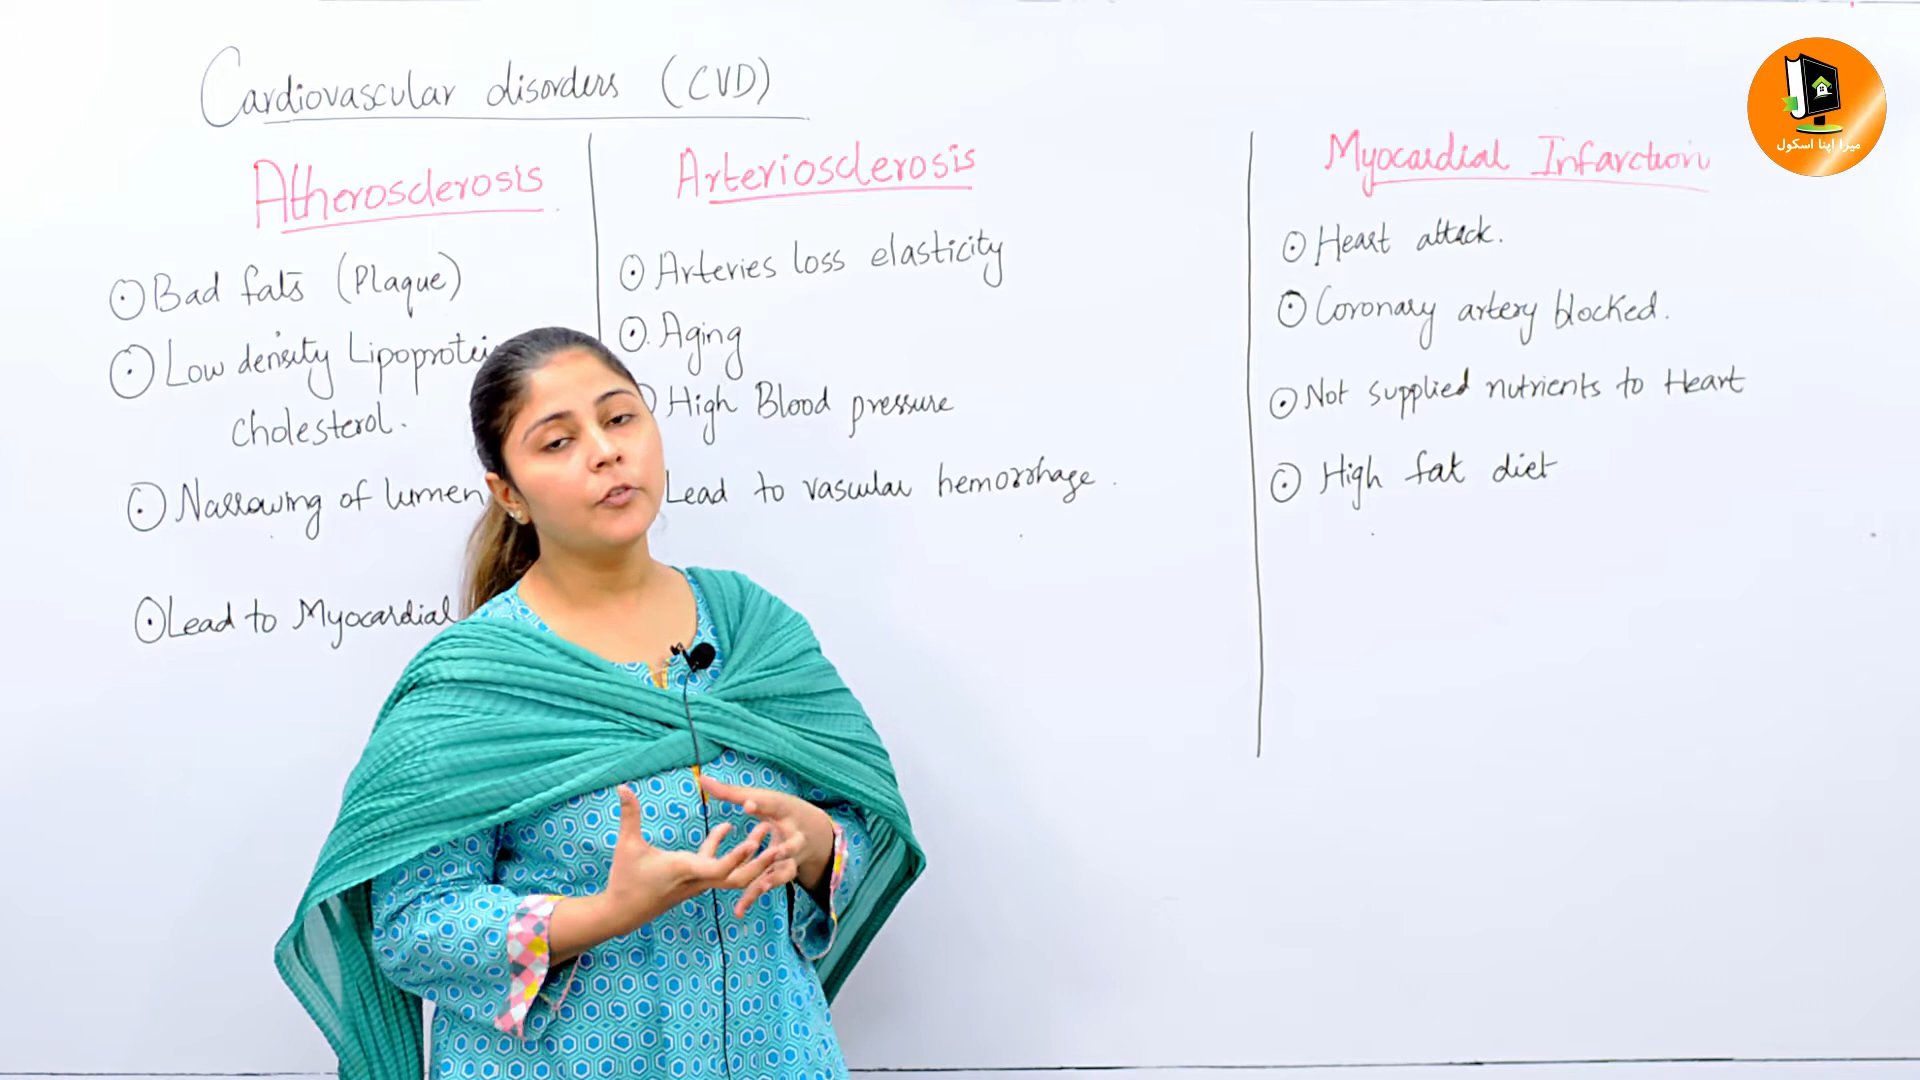 Cardiovascular disorders (CVD)
Atherosclerosis
Bad fats (Plaque)
Low density
cholesterol.
Narrowing of lumen
Lead to Myocardial
Arteriosclerosis
Arteries loss elasticity
Aging
High Blood pressure
Lead to vascular hemorrhage.
Myocardial Infarction
Heart attack.
Coronary artery blocked.
Not supplied nutrients to Heart
High fat diet
میرا اپنا اسکول